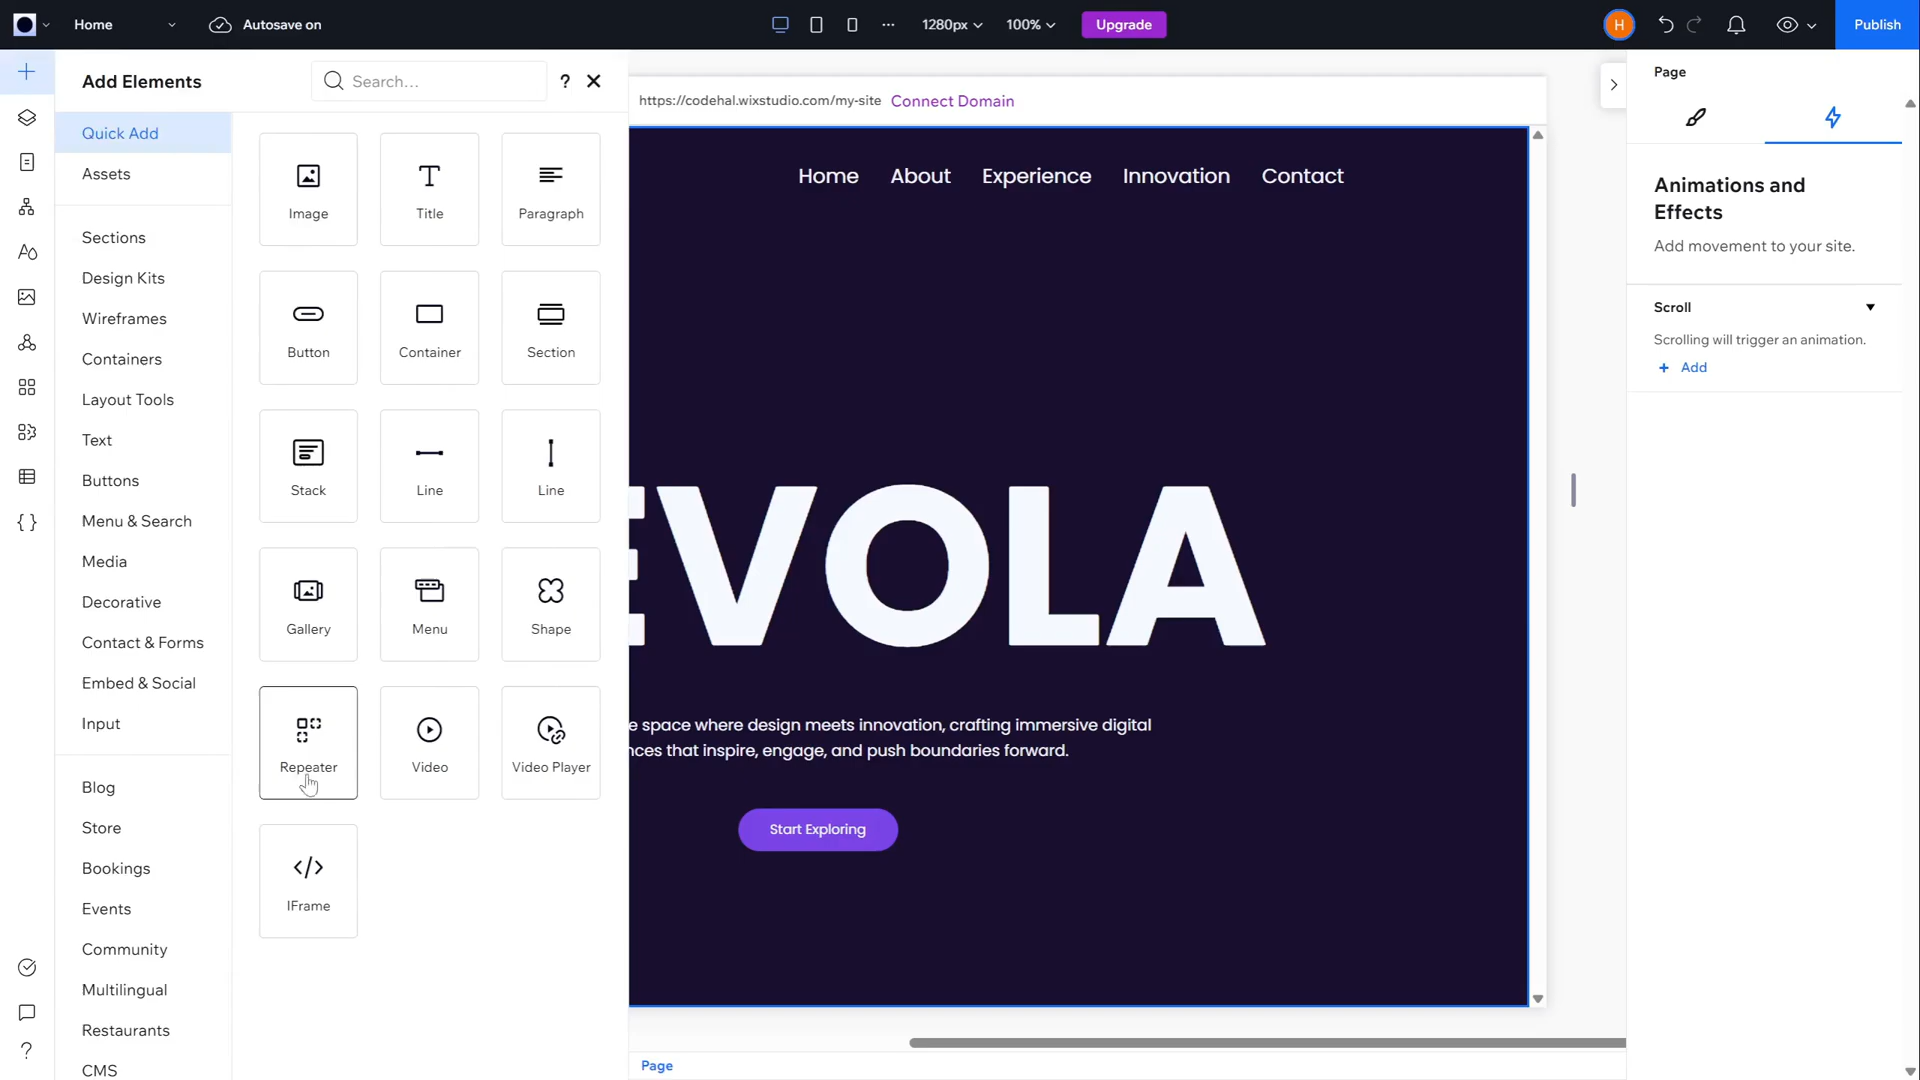 Home
Autosave on
1280px
100%
Upgrade
H
Publish
Add Elements
Search...
?
Quick Add
Assets
Sections
Design Kits
Wireframes
Containers
Layout Tools
Text
Buttons
Menu & Search
Media
Decorative
Contact & Forms
Embed & Social
Input
Blog
Store
Bookings
Events
Community
Multilingual
Restaurants
CMS
Image
Title
Paragraph
Button
Container
Section
Stack
Line
Line
Gallery
Menu
Shape
Repeater
Video
Video Player
IFrame
https://codehal.wixstudio.com/my-site Connect Domain
Home About Experience Innovation Contact
EVOLA
e space where design meets innovation, crafting immersive digital
nces that inspire, engage, and push boundaries forward.
Start Exploring
Page
Page
Animations and
Effects
Add movement to your site.
Scroll
Scrolling will trigger an animation.
+ Add